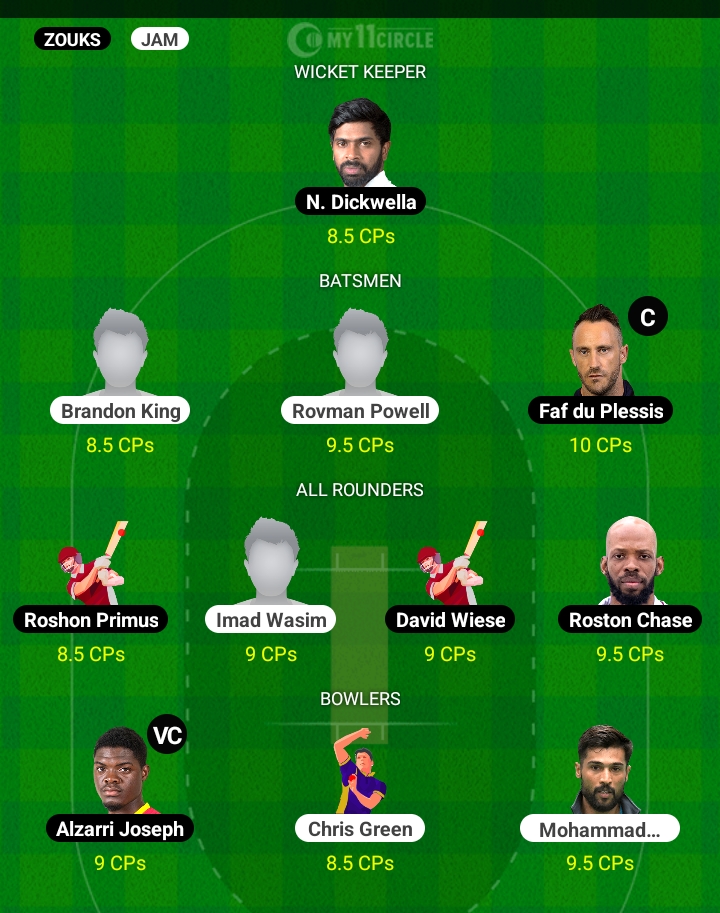 ZOUKS JAM
MY11CIRCLE
WICKET KEEPER
N. Dickwella
8.5 CPs
BATSMEN
C
Brandon King Rovman Powell Faf du Plessis
8.5 CPs 9.5 CPs 10 CPs
ALL ROUNDERS
Roshon Primus Imad Wasim David Wiese Roston Chase
8.5 CPs 9 CPs 9 CPs 9.5 CPs
BOWLERS
VC
Alzarri Joseph Chris Green Mohammad...
9 CPs 8.5 CPs 9.5 CPs